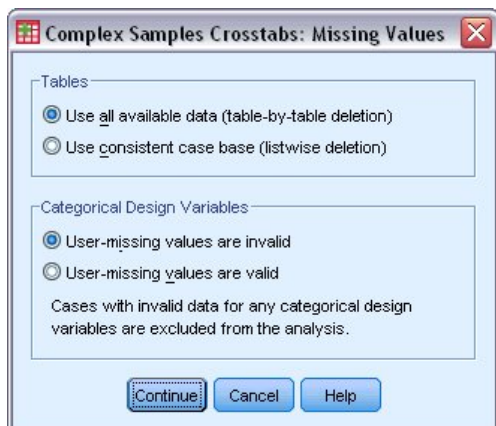 Complex Samples Crosstabs: Missing Values
Tables
Use all available data (table-by-table deletion)
Use consistent case base (listwise deletion)
Categorical Design Variables
User-missing values are invalid
User-missing values are valid
Cases with invalid data for any categorical design
variables are excluded from the analysis.
Continue Cancel Help